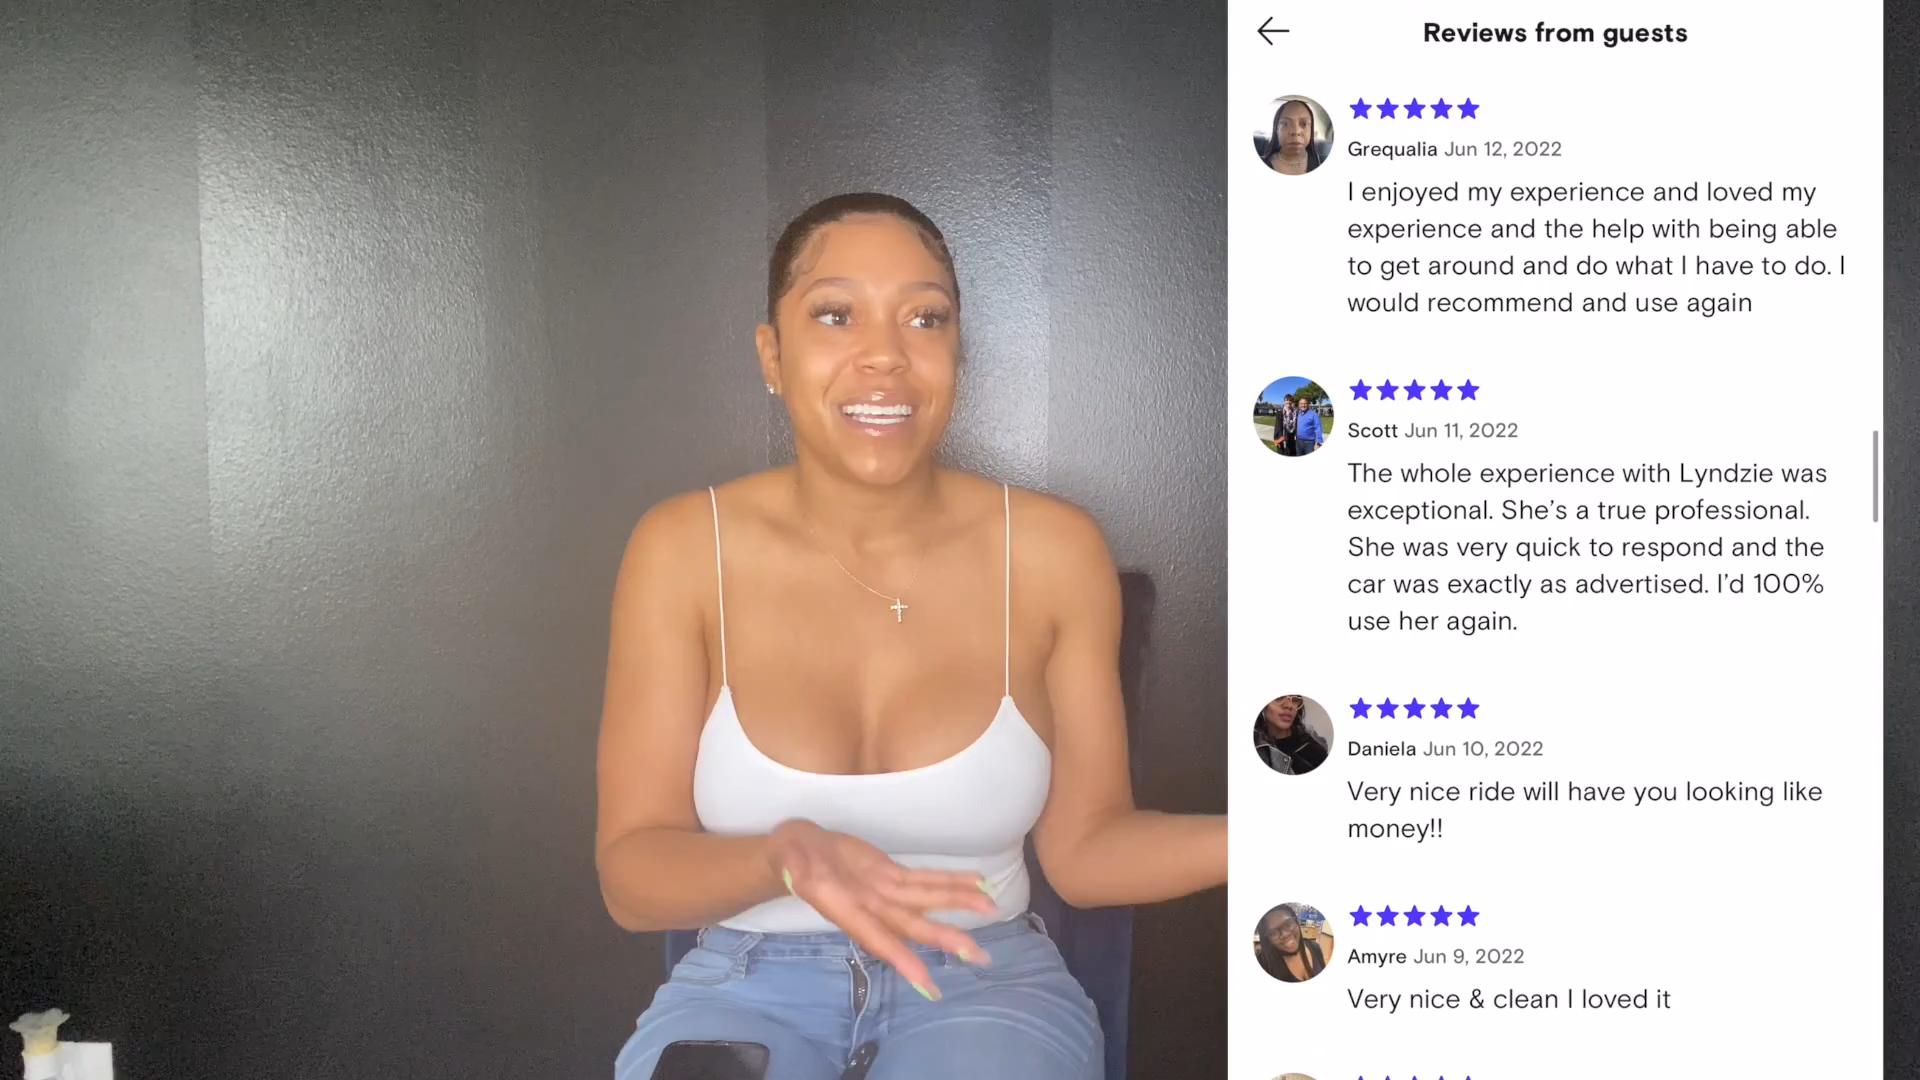 Reviews from guests
Grequalia Jun 12, 2022
I enjoyed my experience and loved my
experience and the help with being able
to get around and do what I have to do. I
would recommend and use again
Scott Jun 11, 2022
The whole experience with Lyndzie was
exceptional. She’s a true professional.
She was very quick to respond and the
car was exactly as advertised. I’d 100%
use her again.
Daniela Jun 10, 2022
Very nice ride will have you looking like
money!!
Amyre Jun 9, 2022
Very nice & clean I loved it